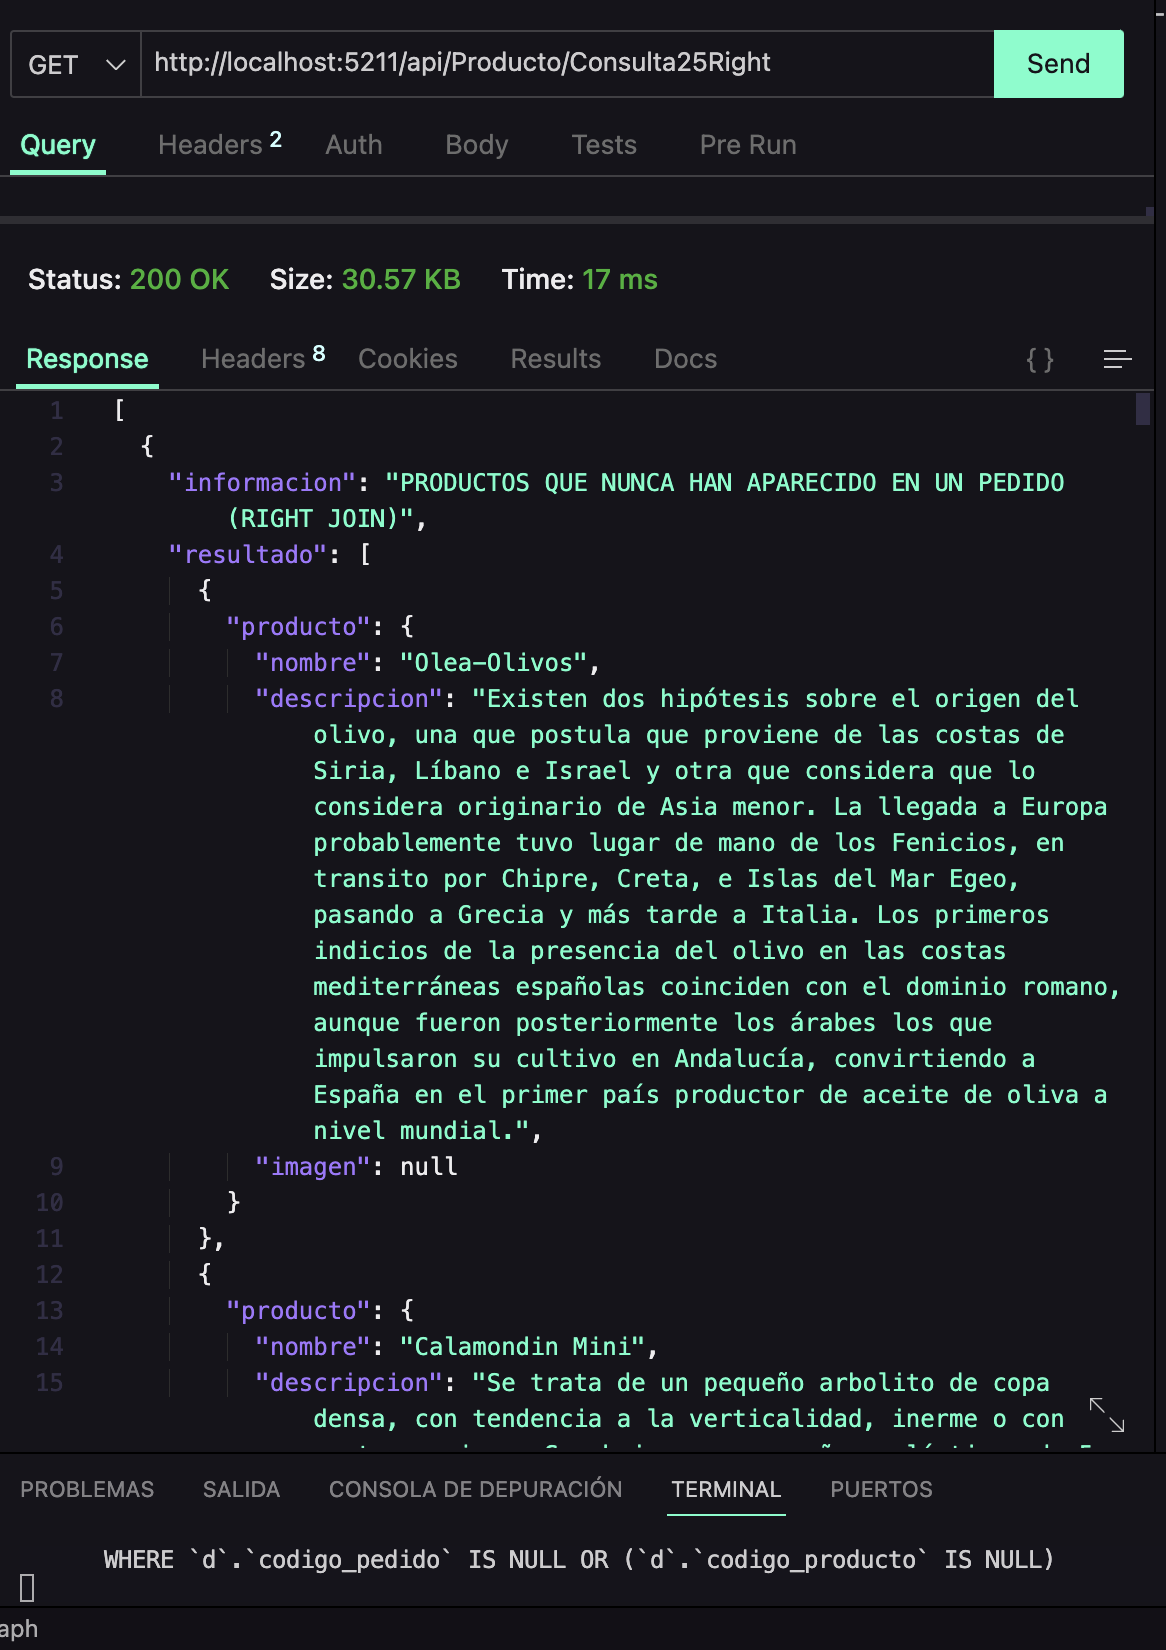 GET http://localhost:5211/api/Producto/Consulta25Right Send
Query Headers 2 Auth Body Tests Pre Run
Status: 200 OK Size: 30.57 KB Time: 17 ms
Response Headers 8 Cookies Results Docs { }
1 [
2 {
3 "informacion": "PRODUCTOS QUE NUNCA HAN APARECIDO EN UN PEDIDO
(RIGHT JOIN)",
4 "resultado": [
5 {
6 "producto": {
7 "nombre": "Olea-Olivos",
8 "descripcion": "Existen dos hipótesis sobre el origen del
olivo, una que postula que proviene de las costas de
Siria, Líbano e Israel y otra que considera que lo
considera originario de Asia menor. La llegada a Europa
probablemente tuvo lugar de mano de los Fenicios, en
transito por Chipre, Creta, e Islas del Mar Egeo,
pasando a Grecia y más tarde a Italia. Los primeros
indicios de la presencia del olivo en las costas
mediterráneas españolas coinciden con el dominio romano,
aunque fueron posteriormente los árabes los que
impulsaron su cultivo en Andalucía, convirtiendo a
España en el primer país productor de aceite de oliva a
nivel mundial.",
9 "imagen": null
10 }
11 },
12 {
13 "producto": {
14 "nombre": "Calamondin Mini",
15 "descripcion": "Se trata de un pequeño arbolito de copa
densa, con tendencia a la verticalidad, inerme o con
PROBLEMAS SALIDA CONSOLA DE DEPURACIÓN TERMINAL PUERTOS
WHERE `d`.`codigo_pedido` IS NULL OR (`d`.`codigo_producto` IS NULL)
aph